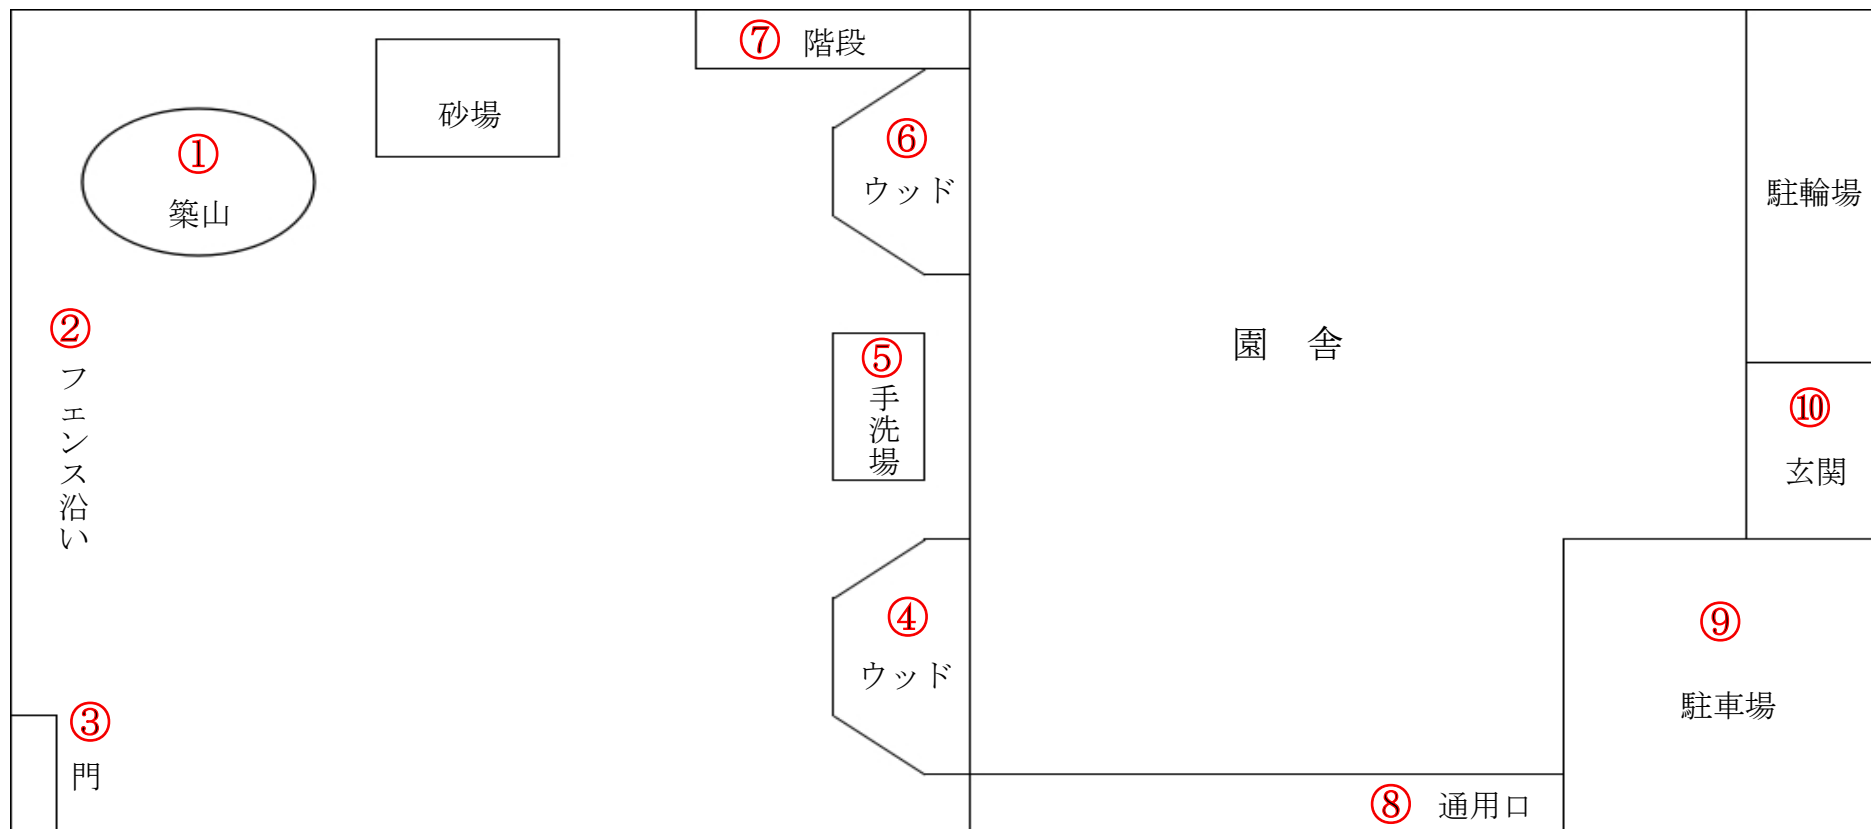 ⑦ 階段
砂場
①
築山
⑥
ウッド
駐輪場
②
フェンス沿い
⑤
手洗場
園 舎
⑩
玄関
④
ウッド
⑨
駐車場
③
門
⑧ 通用口